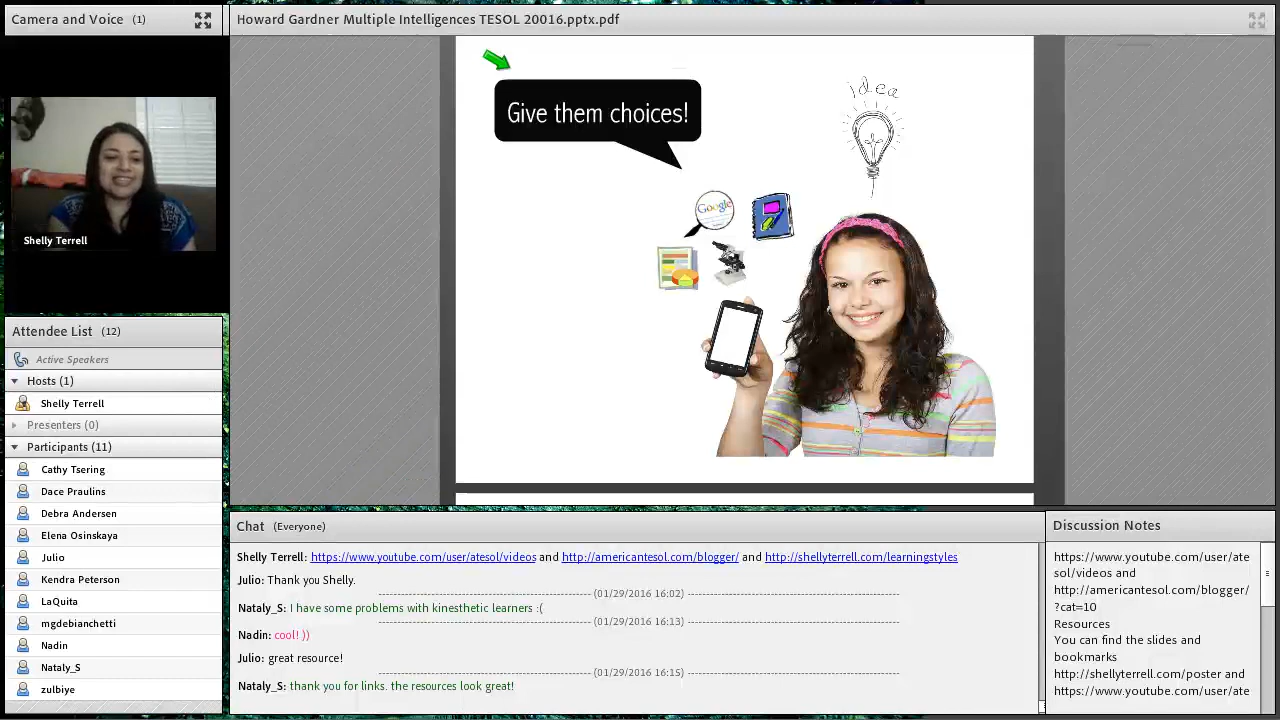 Camera and Voice (1)
Shelly Terrell
Attendee List (12)
Active Speakers
Hosts (1)
Shelly Terrell
Presenters (0)
Participants (11)
Cathy Tsering
Dace Praulins
Debra Andersen
Elena Osinskaya
Julio
Kendra Peterson
LaQuita
mgdebianchetti
Nadin
Nataly_S
zulbiye
Howard Gardner Multiple Intelligences TESOL 20016.pptx.pdf
Give them choices!
idea
Google
Chat (Everyone)
Shelly Terrell: https://www.youtube.com/user/atesol/videos and http://americantesol.com/blogger/ and http://shellyterrell.com/learningstyles
Julio: Thank you Shelly.
(01/29/2016 16:02)
Nataly_S: I have some problems with kinesthetic learners :(
(01/29/2016 16:13)
Nadin: cool! ))
Julio: great resource!
(01/29/2016 16:15)
Nataly_S: thank you for links. the resources look great!
Discussion Notes
https://www.youtube.com/user/ate
sol/videos and
http://americantesol.com/blogger/
?cat=10
Resources
You can find the slides and
bookmarks
http://shellyterrell.com/poster and
https://www.youtube.com/user/ate